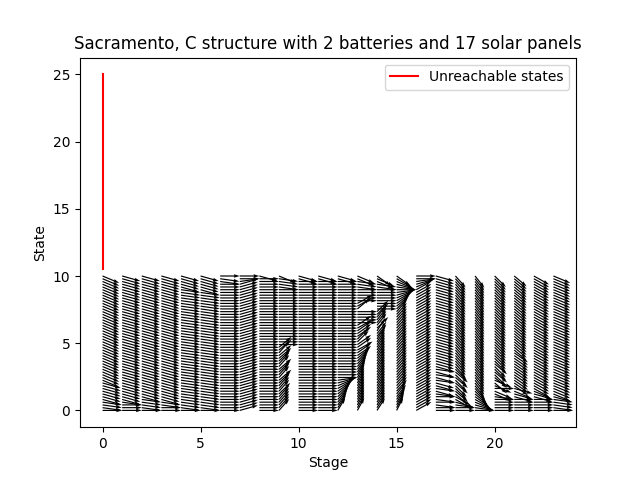 Sacramento, C structure with 2 batteries and 17 solar panels
Unreachable states
25
20
15
10
5
0
State
0 5 10 15 20
Stage